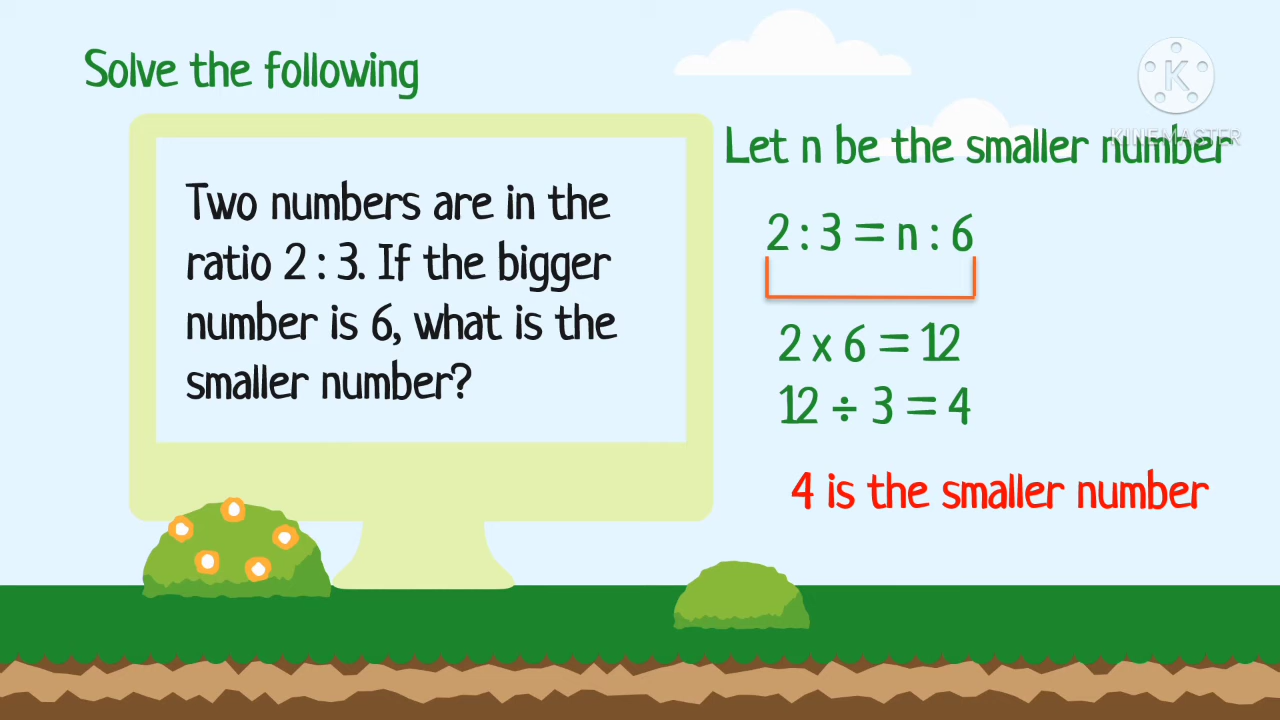 Solve the following
Two numbers are in the
ratio 2 : 3. If the bigger
number is 6, what is the
smaller number?
K
KINEMASTER
Let n be the smaller number
2 : 3 = n : 6
2 x 6 = 12
12 ÷ 3 = 4
4 is the smaller number